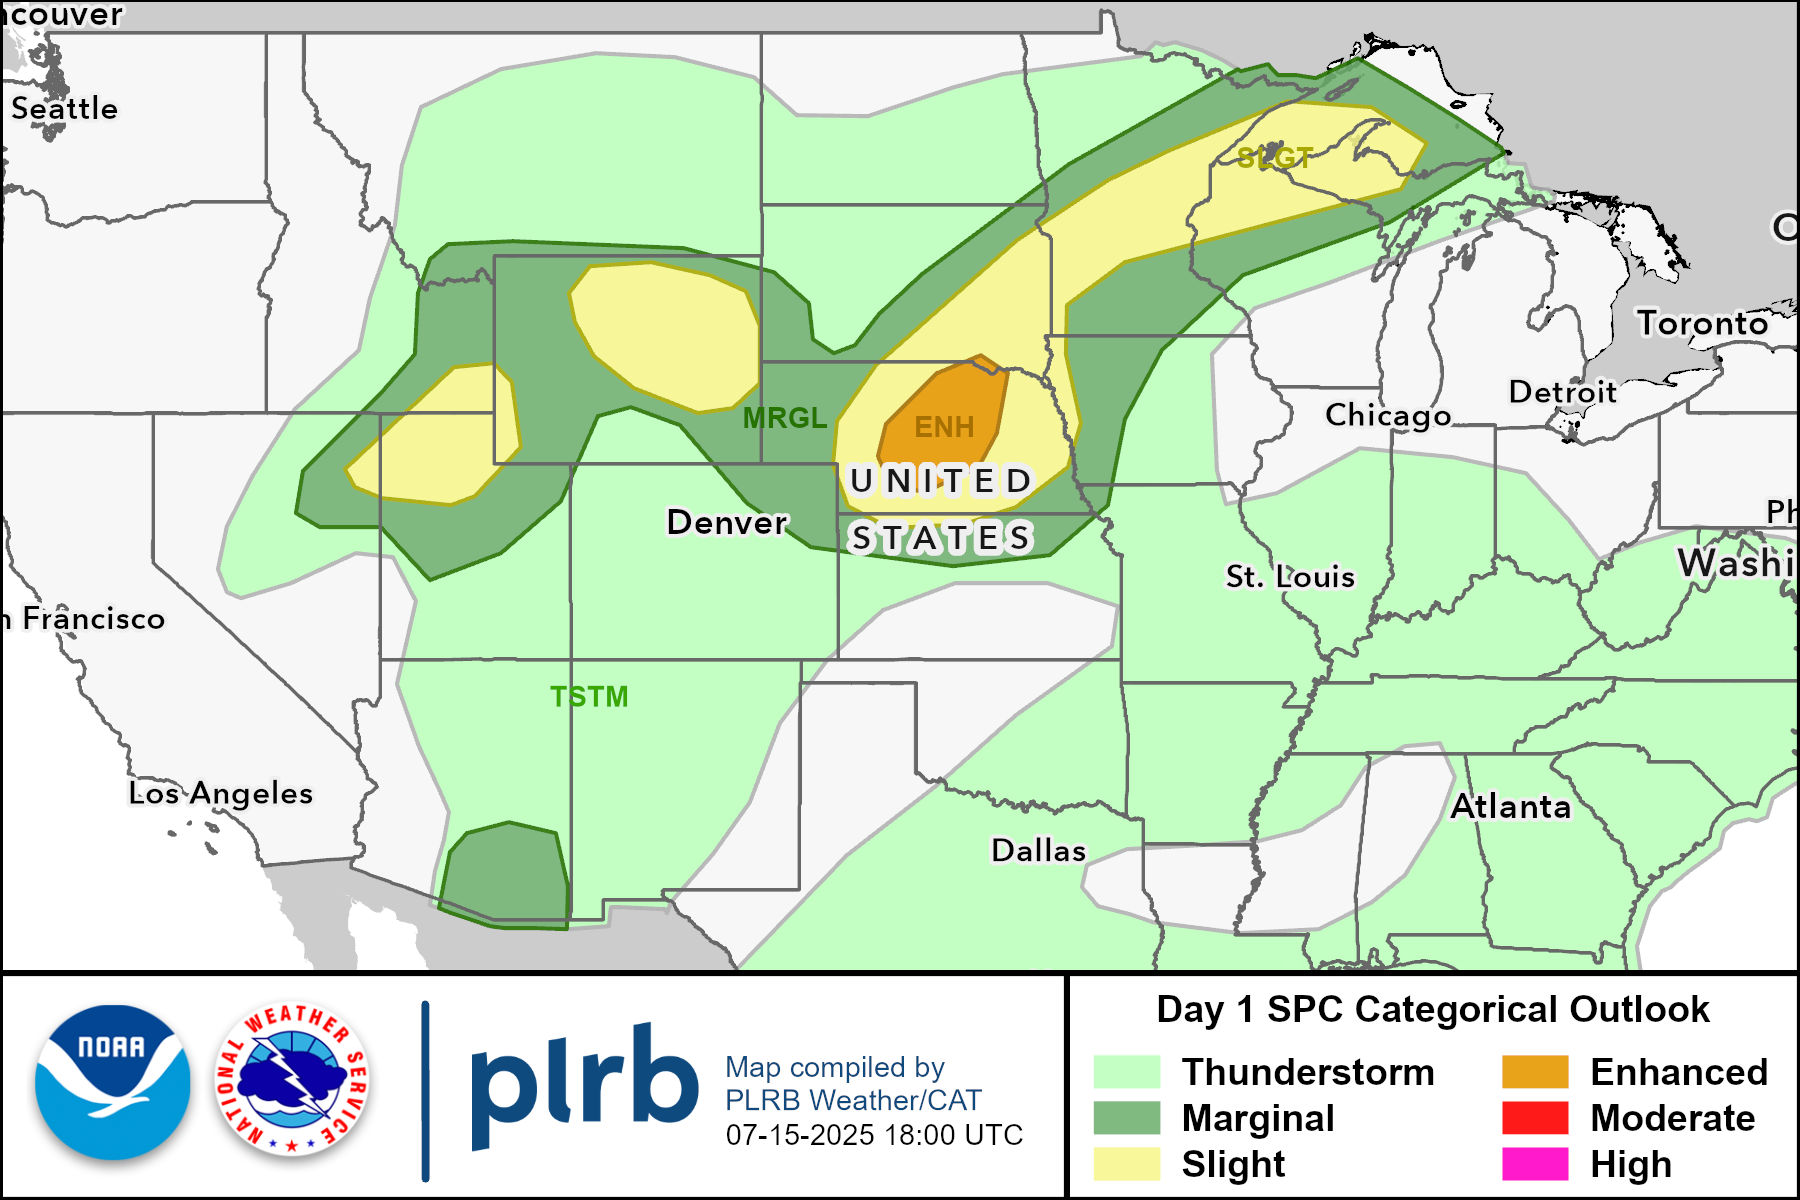 ncouver
Seattle
SLGT
O
Toronto
Detroit
Chicago
MRGL
ENH
UNITED
Denver
STATES
Ph
Washi
St. Louis
n Francisco
TSTM
Los Angeles
Atlanta
Dallas
NOAA
NATIONAL WEATHER SERVICE
plrb
Map compiled by
PLRB Weather/CAT
07-15-2025 18:00 UTC
Day 1 SPC Categorical Outlook
Thunderstorm
Marginal
Slight
Enhanced
Moderate
High